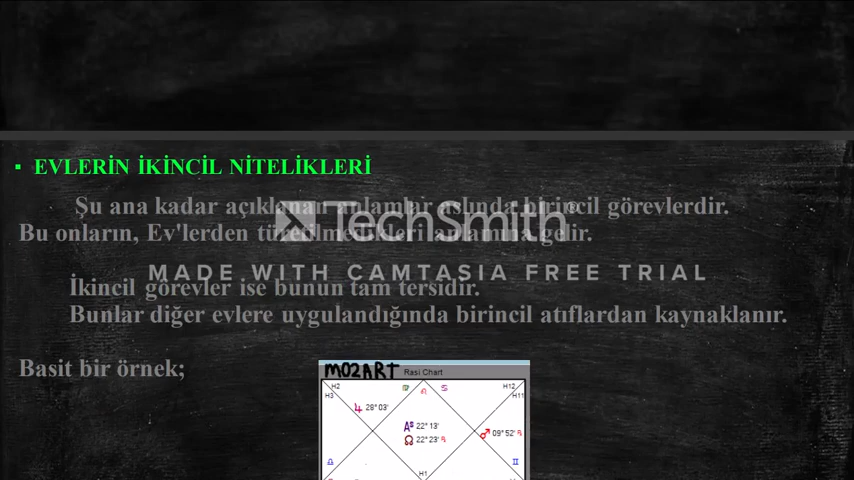 ▪ EVLERİN İKİNCİL NİTELİKLERİ
Şu ana kadar açıklanan anlamlar aslında birincil görevlerdir.
Bu onların, Ev'lerden türetilmedikleri anlamına gelir.
TechSmith®
MADE WITH CAMTASIA FREE TRIAL
İkincil görevler ise bunun tam tersidir.
Bunlar diğer evlere uygulandığında birincil atıflardan kaynaklanır.
Basit bir örnek;
MOZART Rasi Chart
H2 H12
H3 H11
28° 03'
As 22° 13'
22° 23' R
09° 52' R
H1